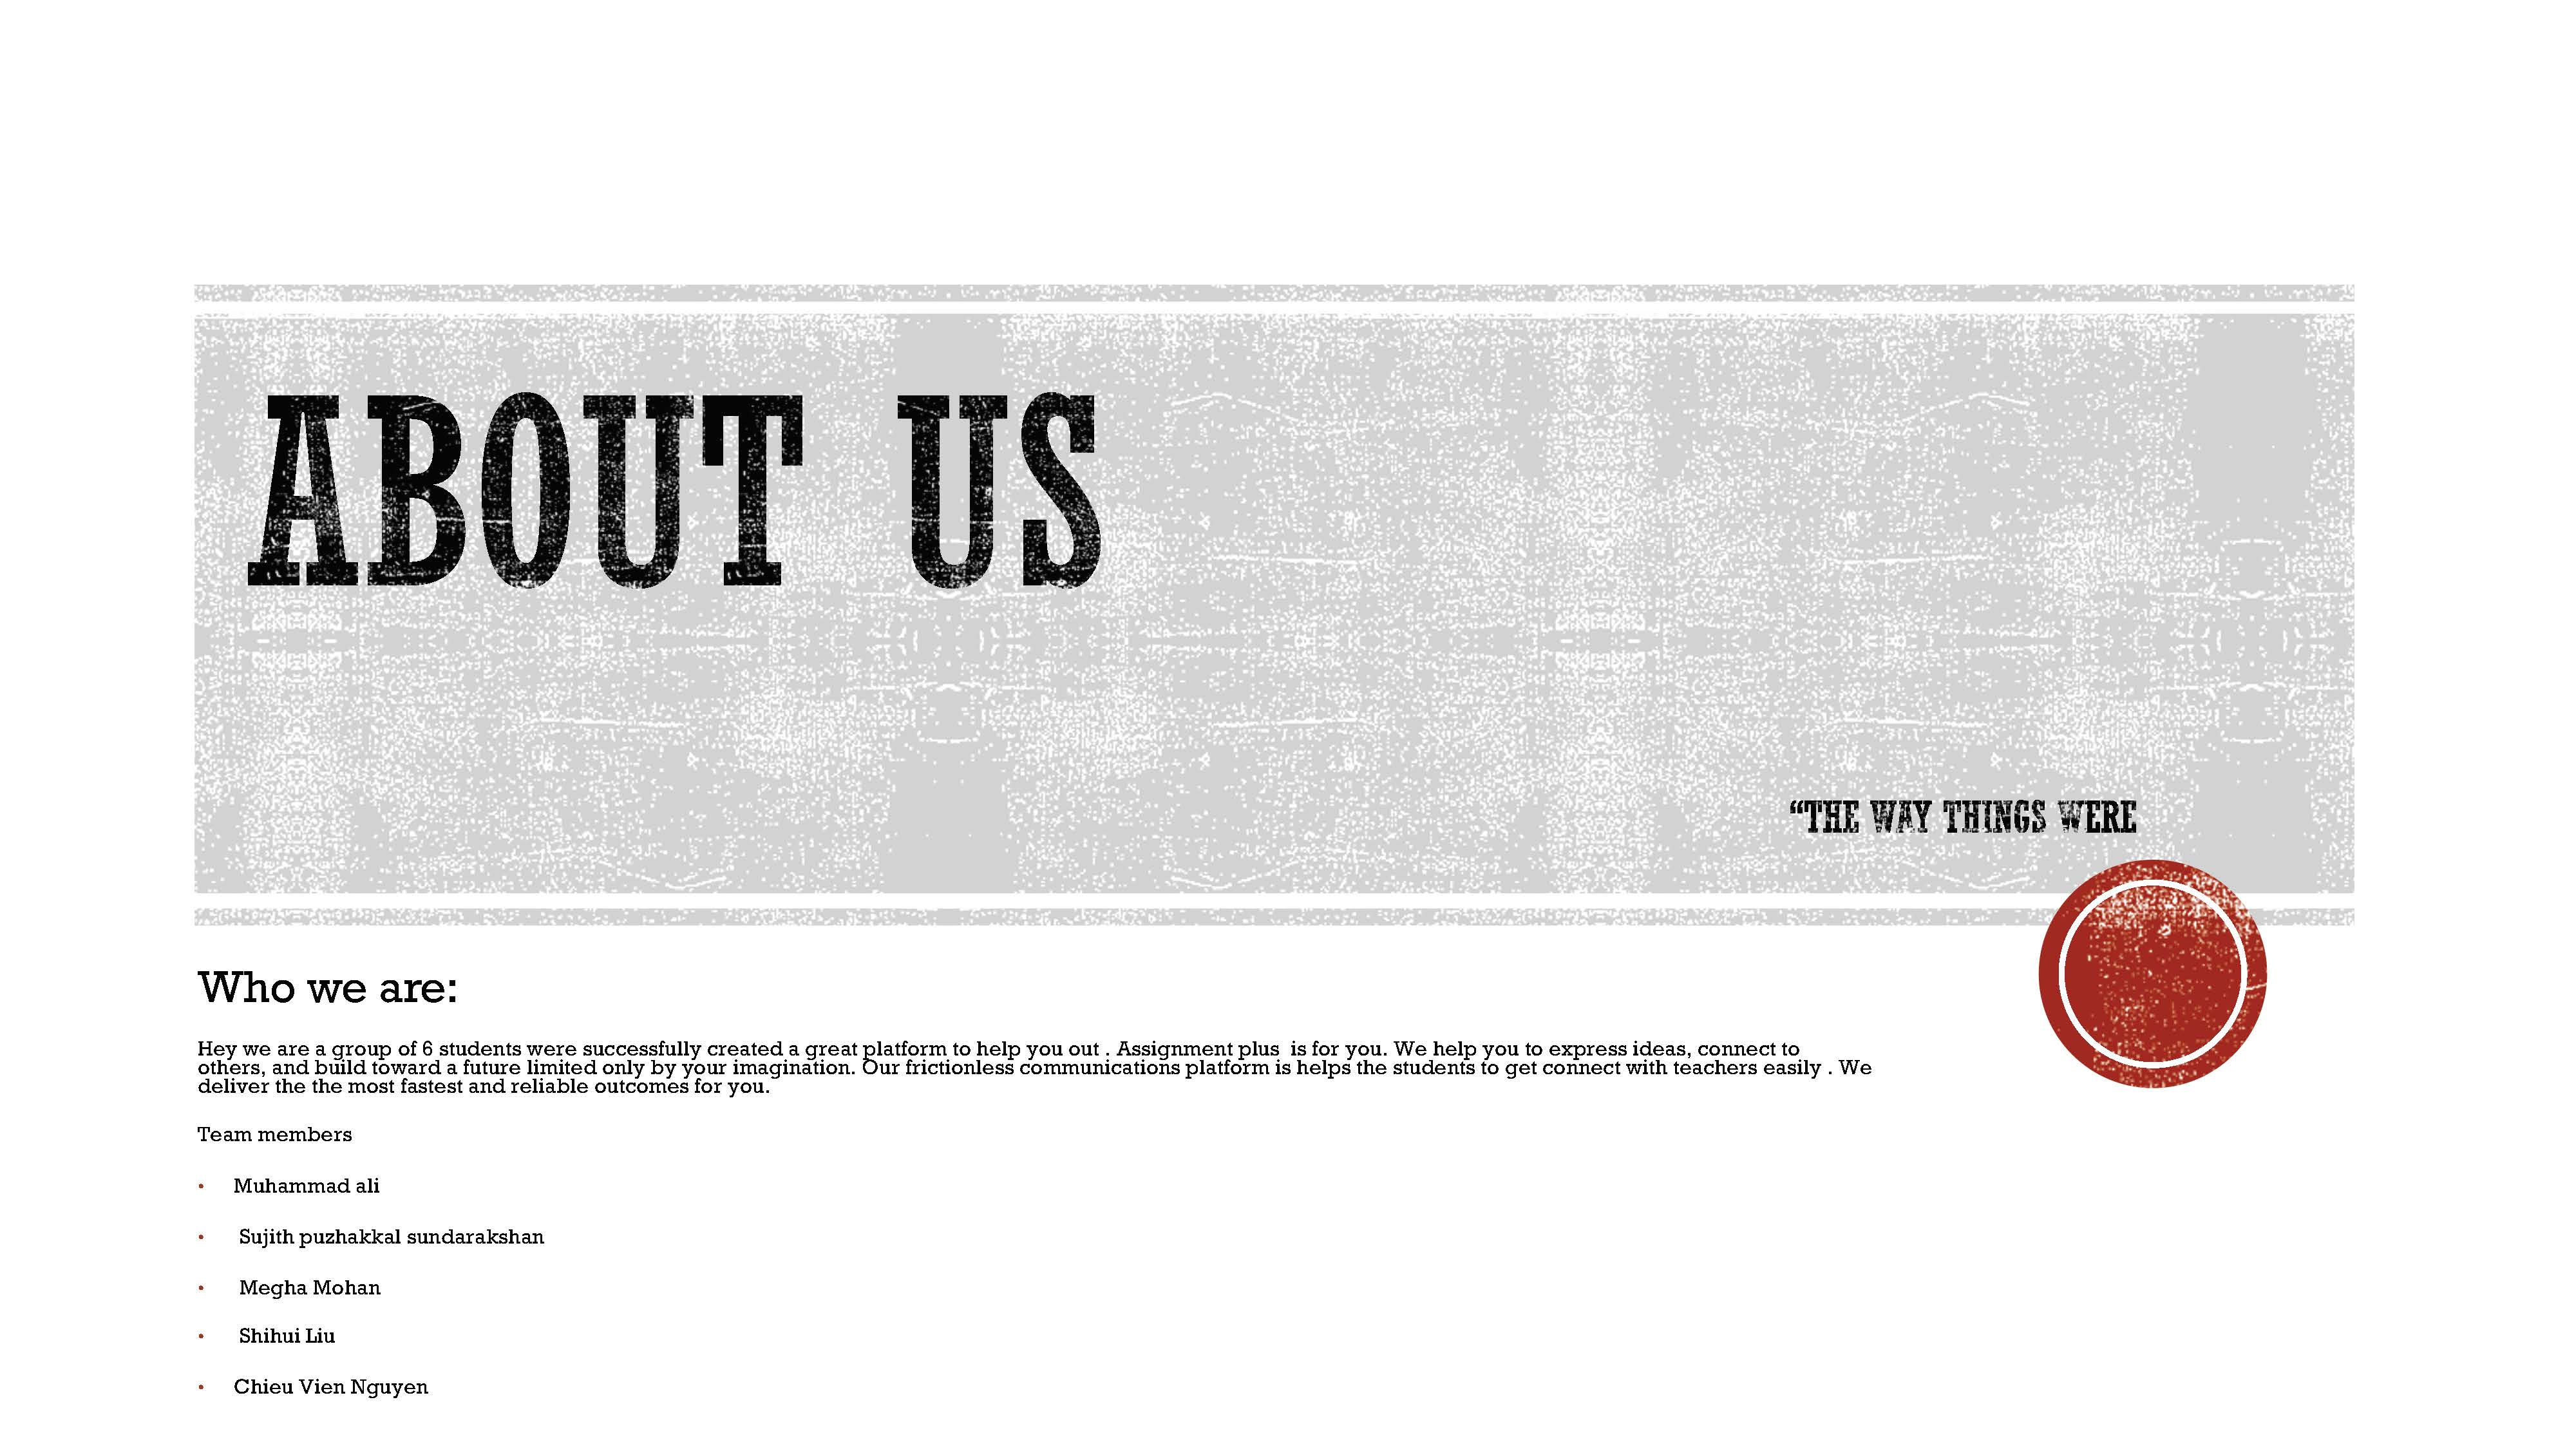 ABOUT US
“THE WAY THINGS WERE
Who we are:
Hey we are a group of 6 students were successfully created a great platform to help you out . Assignment plus  is for you. We help you to express ideas, connect to
others, and build toward a future limited only by your imagination. Our frictionless communications platform is helps the students to get connect with teachers easily . We
deliver the the most fastest and reliable outcomes for you.
Team members
• Muhammad ali
• Sujith puzhakkal sundarakshan
• Megha Mohan
• Shihui Liu
• Chieu Vien Nguyen